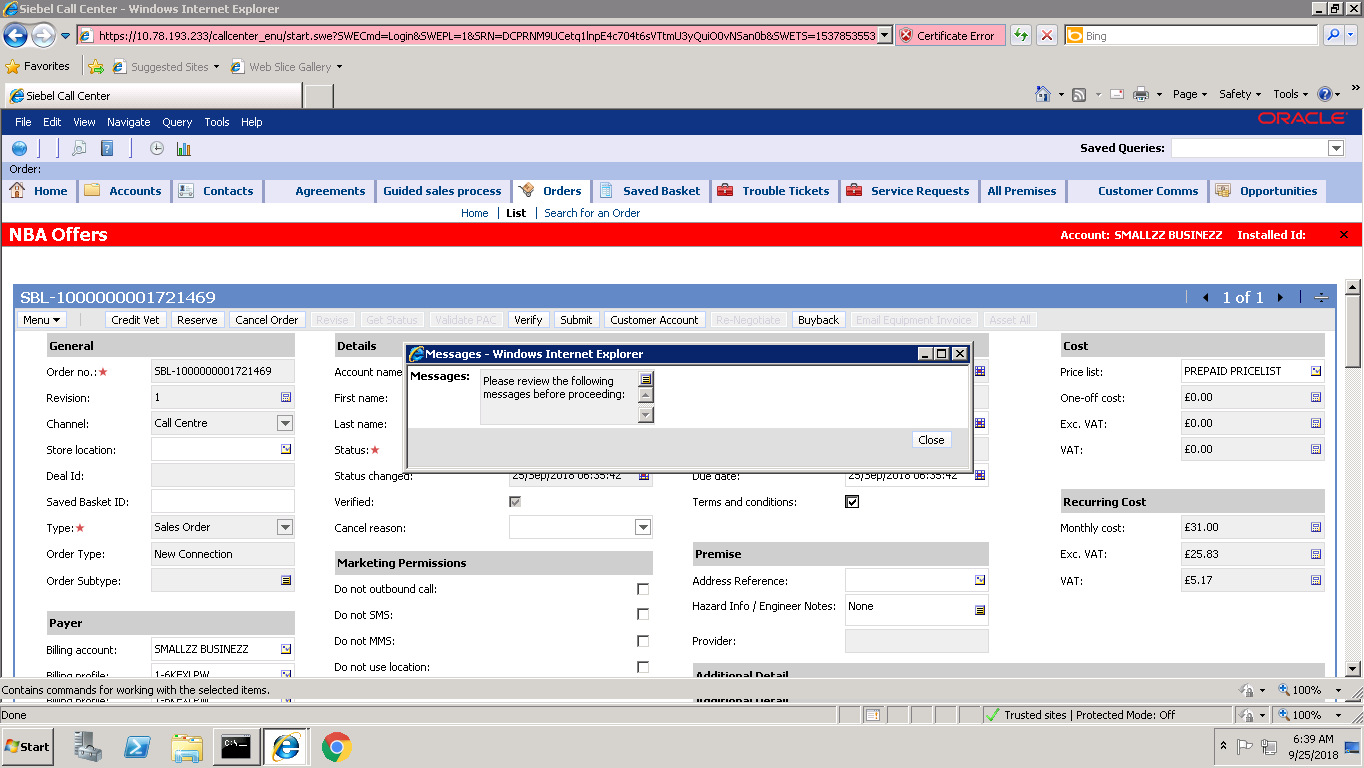 Siebel Call Center - Windows Internet Explorer
https://10.78.193.233/callcenter_enu/start.swe?SWECmd=Login&SWEPL=1&SRN=
Certificate Error
Bing
Favorites
Suggested Sites
Web Slice Gallery
Siebel Call Center
Page
Safety
Tools
»
File Edit View Navigate Query Tools Help
ORACLE
Saved Queries:
Order:
Home Accounts Contacts Agreements Guided sales process Orders Saved Basket Trouble Tickets Service Requests All Premises Customer Comms Opportunities
Home | List | Search for an Order
NBA Offers
Account: SMALLZZ BUSINEZZ Installed Id:
SBL-1000000001721469
1 of 1
Menu Credit Vet Reserve Cancel Order Revise Get Status Validate PAC Verify Submit Customer Account Re-Negotiate Buyback Email Equipment Invoice Asset All
General
Order no.:★ SBL-1000000001721469
Revision: 1
Channel: Call Centre
Store location:
Deal Id:
Saved Basket ID:
Type:★ Sales Order
Order Type: New Connection
Order Subtype:
Payer
Billing account: SMALLZZ BUSINEZZ
Billing profile: 1-6KEXLPW
Details
Account name
First name:
Last name:
Status:★
Status changed: 25/Sep/2018 06:35:42
Verified:
Cancel reason:
Marketing Permissions
Do not outbound call:
Do not SMS:
Do not MMS:
Do not use location:
Messages - Windows Internet Explorer
Messages:
Please review the following
messages before proceeding:
Close
Due date: 25/Sep/2018 06:35:42
Terms and conditions:
Premise
Address Reference:
Hazard Info / Engineer Notes: None
Provider:
Additional Detail
Additional Detail
Cost
Price list: PREPAID PRICELIST
One-off cost: £0.00
Exc. VAT: £0.00
VAT: £0.00
Recurring Cost
Monthly cost: £31.00
Exc. VAT: £25.83
VAT: £5.17
Contains commands for working with the selected items.
100%
Done
Trusted sites | Protected Mode: Off
100%
Start
6:39 AM
9/25/2018